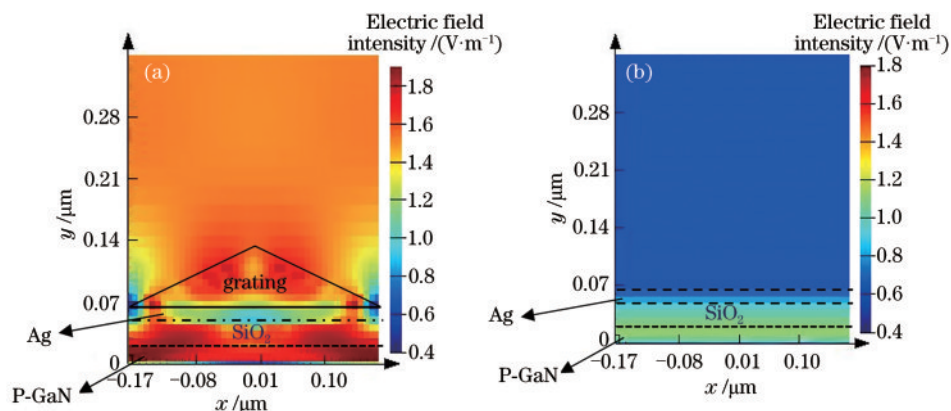 Electric field
intensity /(V·m⁻¹)
(a)
1.8
1.6
1.4
1.2
1.0
0.8
0.6
0.4
0.28
0.21
0.14
0.07
0
y /μm
grating
Ag
SiO₂
P-GaN
−0.17
−0.08
0.01
0.10
x /μm
Electric field
intensity /(V·m⁻¹)
(b)
1.8
1.6
1.4
1.2
1.0
0.8
0.6
0.4
0.28
0.21
0.14
0.07
0
y /μm
Ag
SiO₂
P-GaN
−0.17
−0.08
0.01
0.10
x /μm